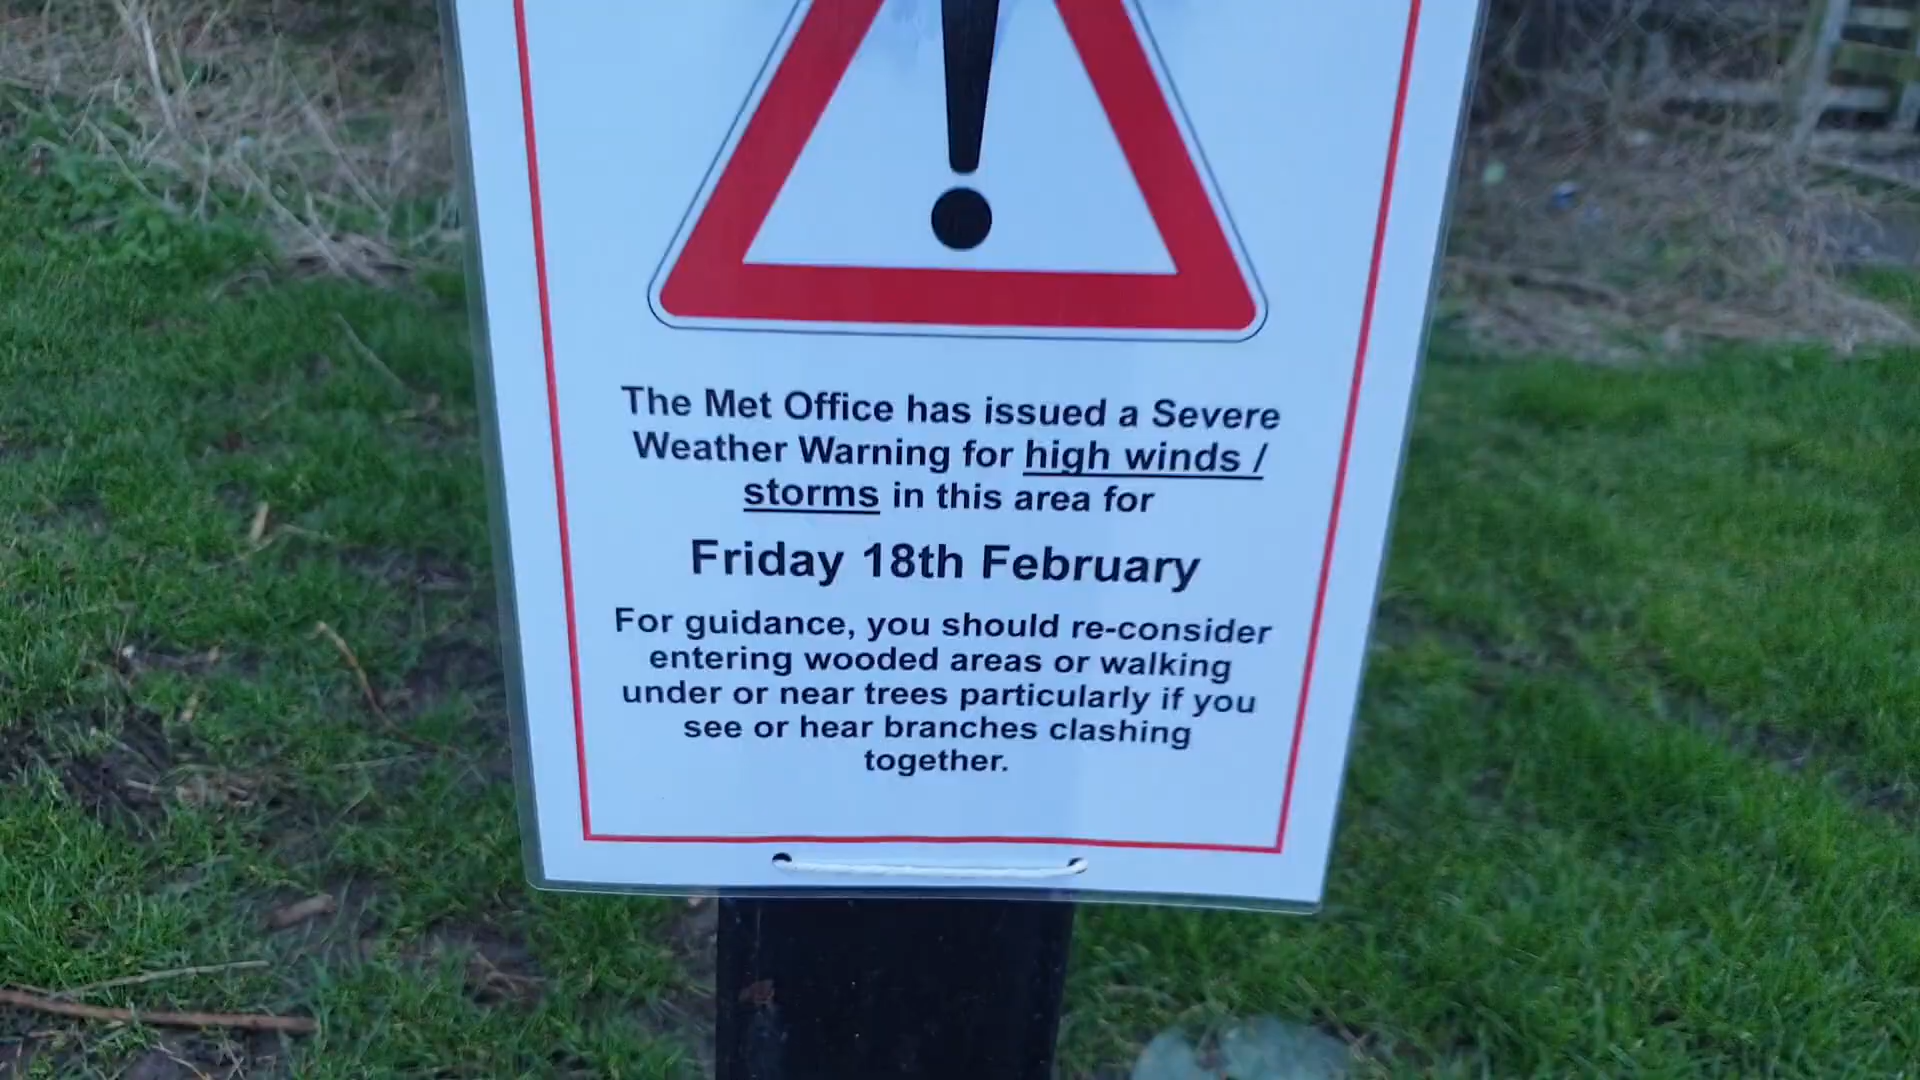 The Met Office has issued a Severe
Weather Warning for high winds /
storms in this area for
Friday 18th February
For guidance, you should re-consider
entering wooded areas or walking
under or near trees particularly if you
see or hear branches clashing
together.